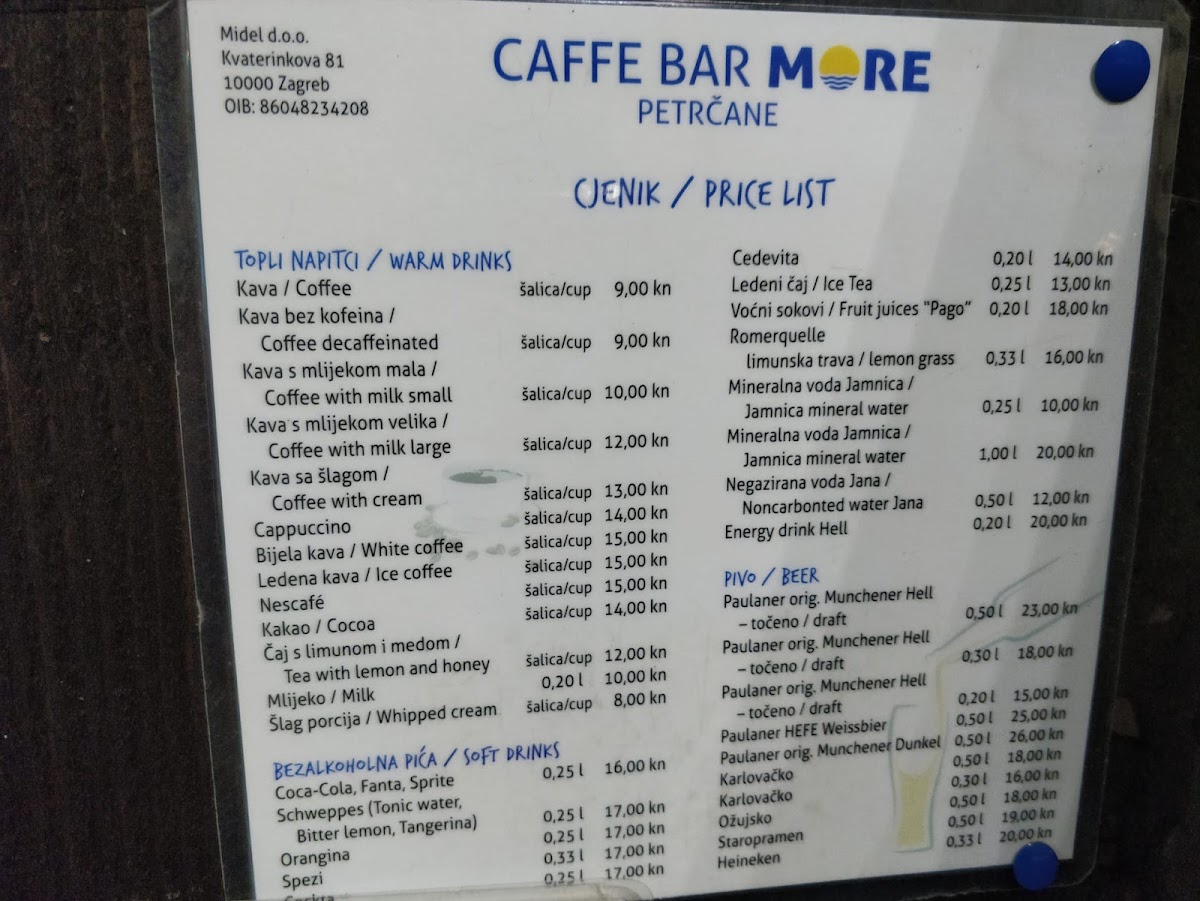 Midel d.o.o.
Kvaterinkova 81
10000 Zagreb
OIB: 86048234208
CAFFE BAR MORE
PETRČANE
CJENIK / PRICE LIST
TOPLI NAPITCI / WARM DRINKS
Kava / Coffee šalica/cup 9,00 kn
Kava bez kofeina /
Coffee decaffeinated šalica/cup 9,00 kn
Kava s mlijekom mala /
Coffee with milk small šalica/cup 10,00 kn
Kava s mlijekom velika /
Coffee with milk large šalica/cup 12,00 kn
Kava sa šlagom /
Coffee with cream šalica/cup 13,00 kn
Cappuccino šalica/cup 14,00 kn
Bijela kava / White coffee šalica/cup 15,00 kn
Ledena kava / Ice coffee šalica/cup 15,00 kn
Nescafé šalica/cup 15,00 kn
Kakao / Cocoa šalica/cup 14,00 kn
Čaj s limunom i medom /
Tea with lemon and honey šalica/cup 12,00 kn
Mlijeko / Milk 0,20 l 10,00 kn
Šlag porcija / Whipped cream šalica/cup 8,00 kn
BEZALKOHOLNA PIĆA / SOFT DRINKS
Coca-Cola, Fanta, Sprite 0,25 l 16,00 kn
Schweppes (Tonic water,
Bitter lemon, Tangerina) 0,25 l 17,00 kn
Orangina 0,25 l 17,00 kn
Spezi 0,33 l 17,00 kn
Cockta 0,25 l 17,00 kn
Cedevita 0,20 l 14,00 kn
Ledeni čaj / Ice Tea 0,25 l 13,00 kn
Voćni sokovi / Fruit juices "Pago" 0,20 l 18,00 kn
Romerquelle
limunska trava / lemon grass 0,33 l 16,00 kn
Mineralna voda Jamnica /
Jamnica mineral water 0,25 l 10,00 kn
Mineralna voda Jamnica /
Jamnica mineral water 1,00 l 20,00 kn
Negazirana voda Jana /
Noncarbonted water Jana 0,50 l 12,00 kn
Energy drink Hell 0,20 l 20,00 kn
PIVO / BEER
Paulaner orig. Munchener Hell
– točeno / draft 0,50 l 23,00 kn
Paulaner orig. Munchener Hell
– točeno / draft 0,30 l 18,00 kn
Paulaner orig. Munchener Hell
– točeno / draft 0,20 l 15,00 kn
Paulaner HEFE Weissbier 0,50 l 25,00 kn
Paulaner orig. Munchener Dunkel 0,50 l 26,00 kn
Karlovačko 0,50 l 18,00 kn
Karlovačko 0,30 l 16,00 kn
Ožujsko 0,50 l 18,00 kn
Staropramen 0,50 l 19,00 kn
Heineken 0,33 l 20,00 kn